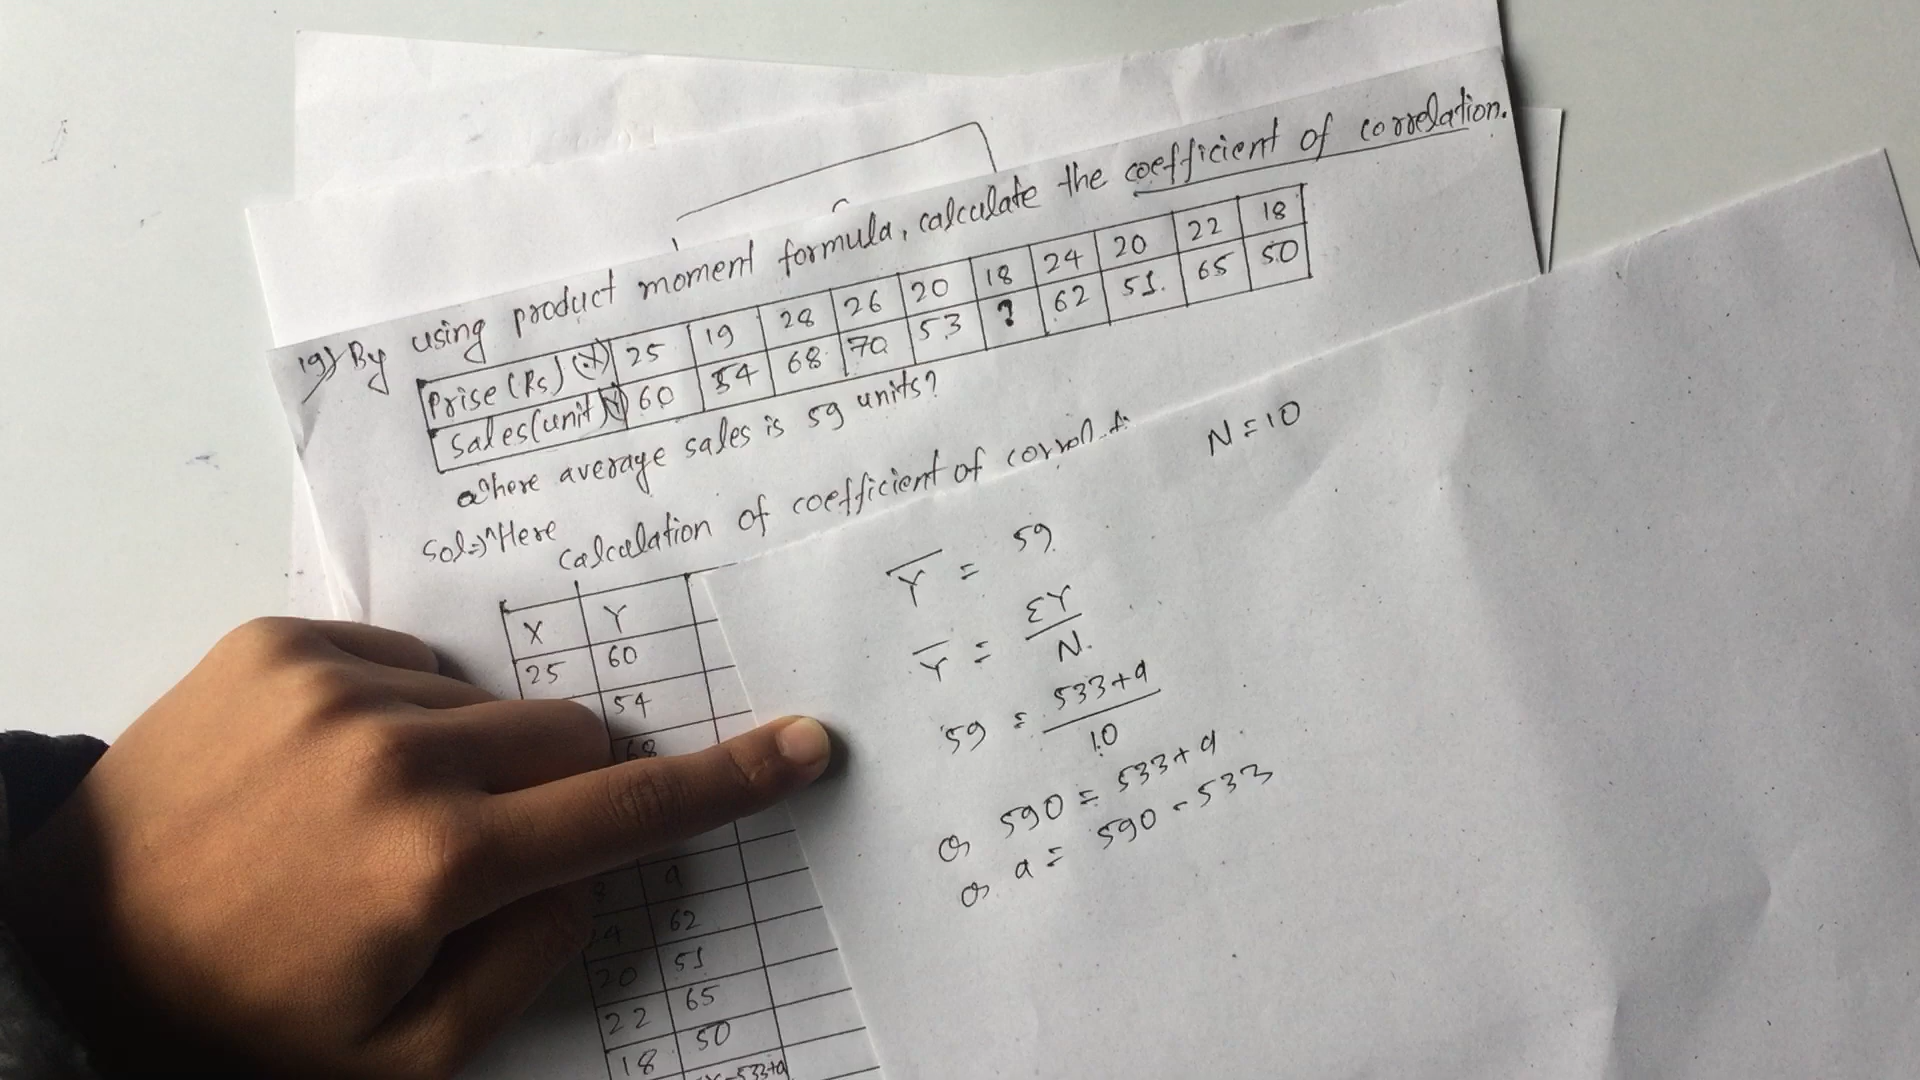 19) By using product moment formula, calculate the coefficient of correlation.
Prise (Rs) (X) 25 19 28 26 20 18 24 20 22 18
Sales (unit) (Y) 60 54 68 70 53 ? 62 51 65 50
Where average sales is 59 units?
Sol⇒ⁿ Here
Calculation of coefficient of
N = 10
X Y
25 60
54
68
a
24 62
20 51
22 65
18 50
533+a
Y̅ = 59
Y̅ = ΣY/N.
59 = 533+a/10
or 590 = 533+a
or a = 590 - 533